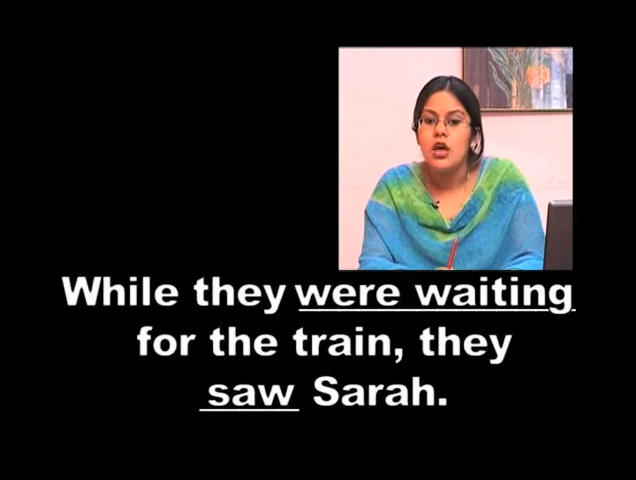 While they were waiting
for the train, they
saw Sarah.